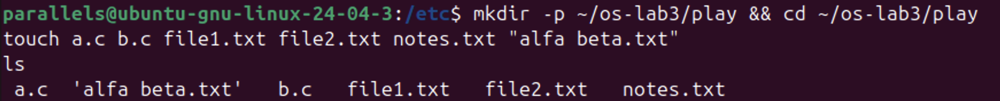 parallels@ubuntu-gnu-linux-24-04-3:/etc$ mkdir -p ~/os-lab3/play && cd ~/os-lab3/play
touch a.c b.c file1.txt file2.txt notes.txt "alfa beta.txt"
ls
 a.c  'alfa beta.txt'   b.c   file1.txt   file2.txt   notes.txt